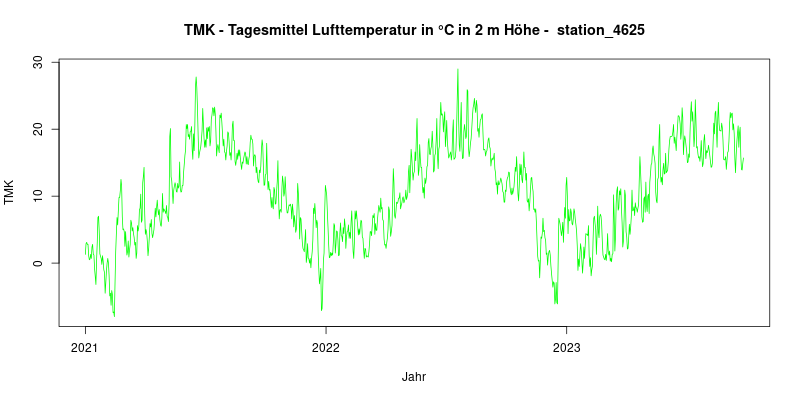 TMK - Tagesmittel Lufttemperatur in °C in 2 m Höhe -  station_4625
30
20
10
0
TMK
2021
2022
2023
Jahr